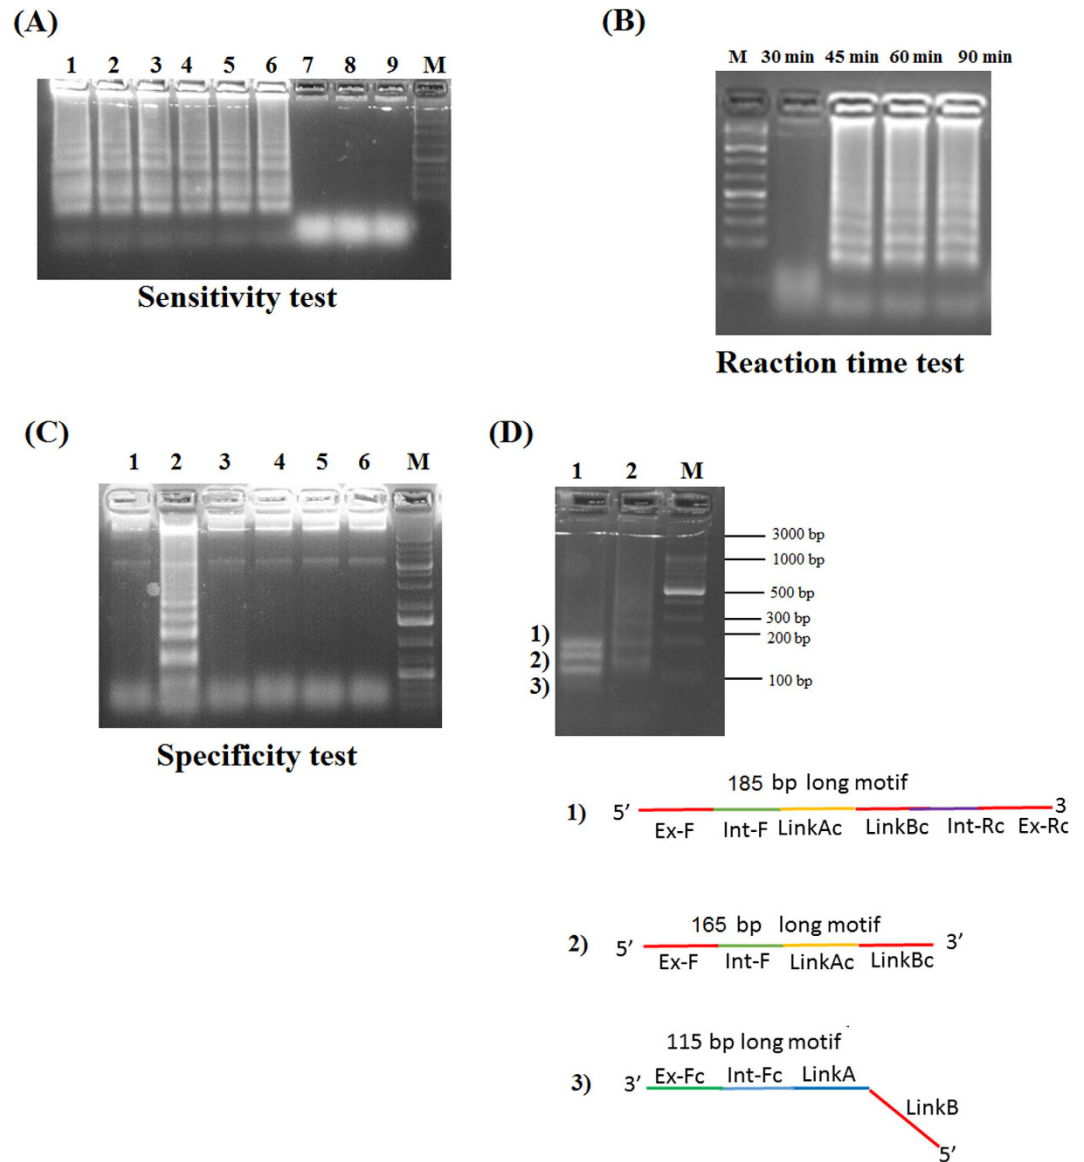 (A)
1 2 3 4 5 6 7 8 9 M
Sensitivity test
(B)
M 30 min 45 min 60 min 90 min
Reaction time test
(C)
1 2 3 4 5 6 M
Specificity test
(D)
1 2 M
3000 bp
1000 bp
500 bp
300 bp
200 bp
100 bp
1)
2)
3)
185 bp long motif
1) 5’ 3
Ex-F Int-F LinkAc LinkBc Int-Rc Ex-Rc
165 bp long motif
2) 5’ 3’
Ex-F Int-F LinkAc LinkBc
115 bp long motif
Ex-Fc Int-Fc LinkA
3) 3’
LinkB
5’